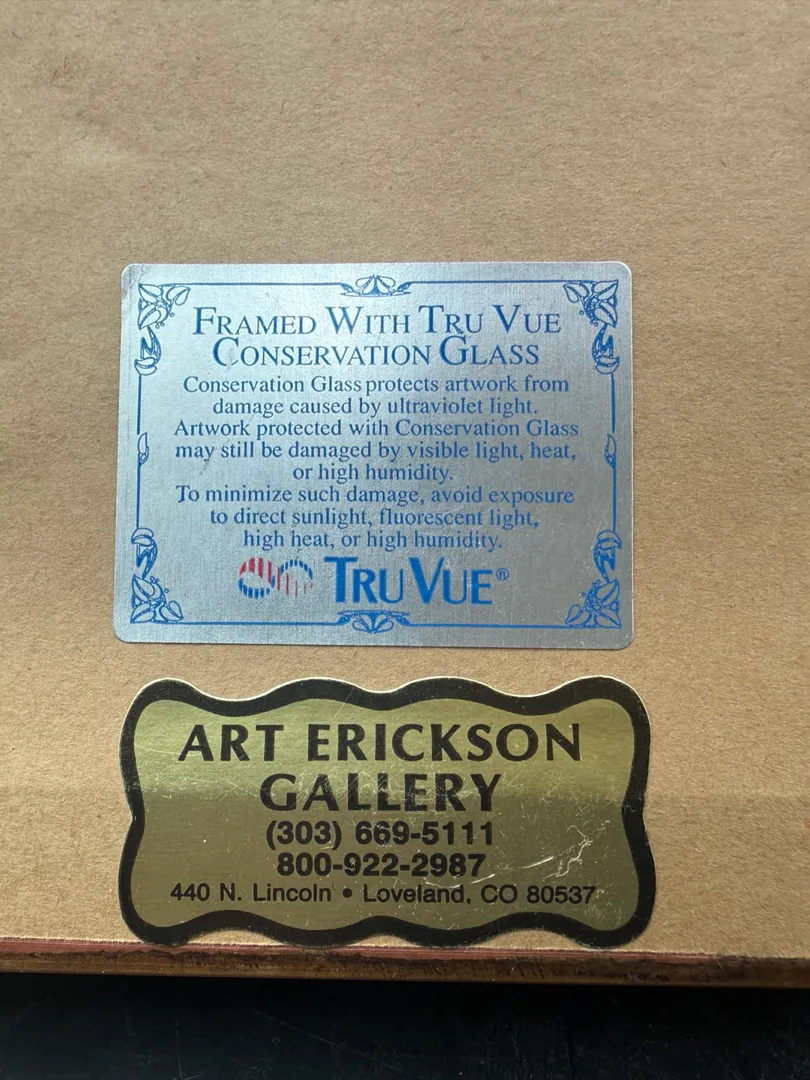 FRAMED WITH TRU VUE
CONSERVATION GLASS
Conservation Glass protects artwork from
damage caused by ultraviolet light.
Artwork protected with Conservation Glass
may still be damaged by visible light, heat,
or high humidity.
To minimize such damage, avoid exposure
to direct sunlight, fluorescent light,
high heat, or high humidity.
TRU VUE®
ART ERICKSON
GALLERY
(303) 669-5111
800-922-2987
440 N. Lincoln • Loveland, CO 80537